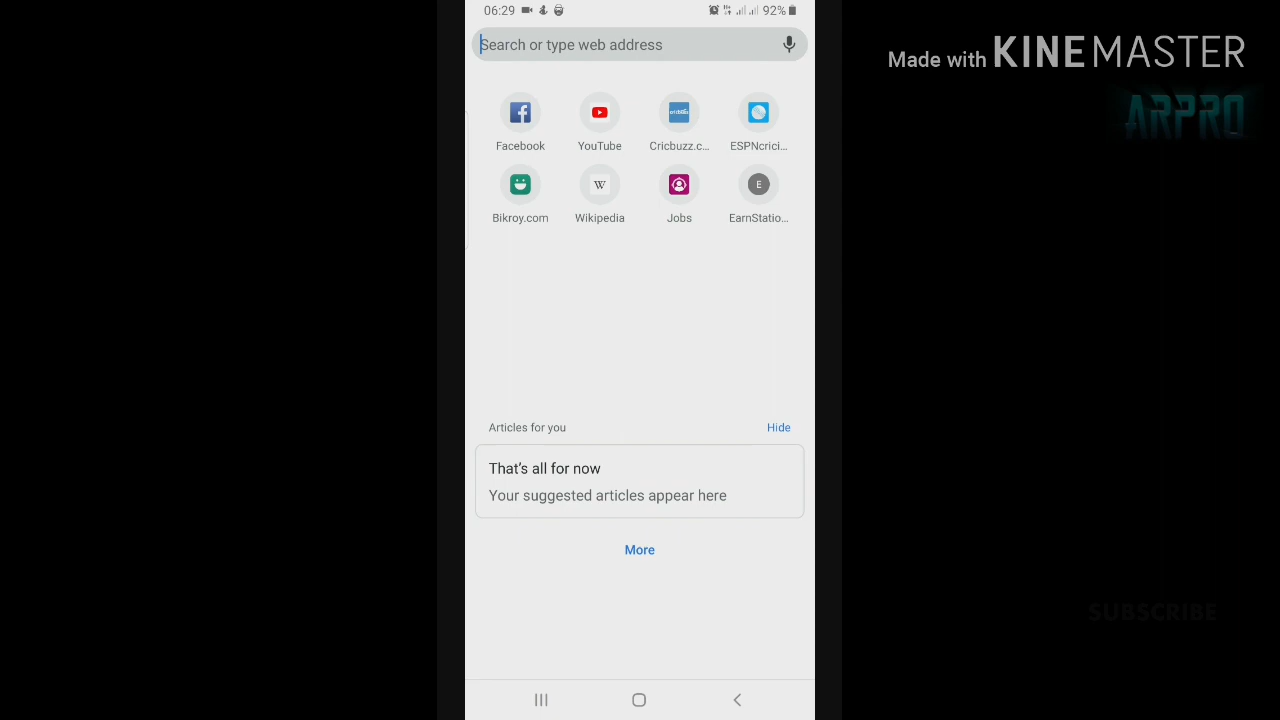 06:29
92%
Made with KINEMASTER
ARPRO
Search or type web address
Facebook
YouTube
Cricbuzz.c...
ESPNcrici...
Bikroy.com
Wikipedia
W
E
Jobs
EarnStatio...
Articles for you
Hide
That's all for now
Your suggested articles appear here
More
SUBSCRIBE